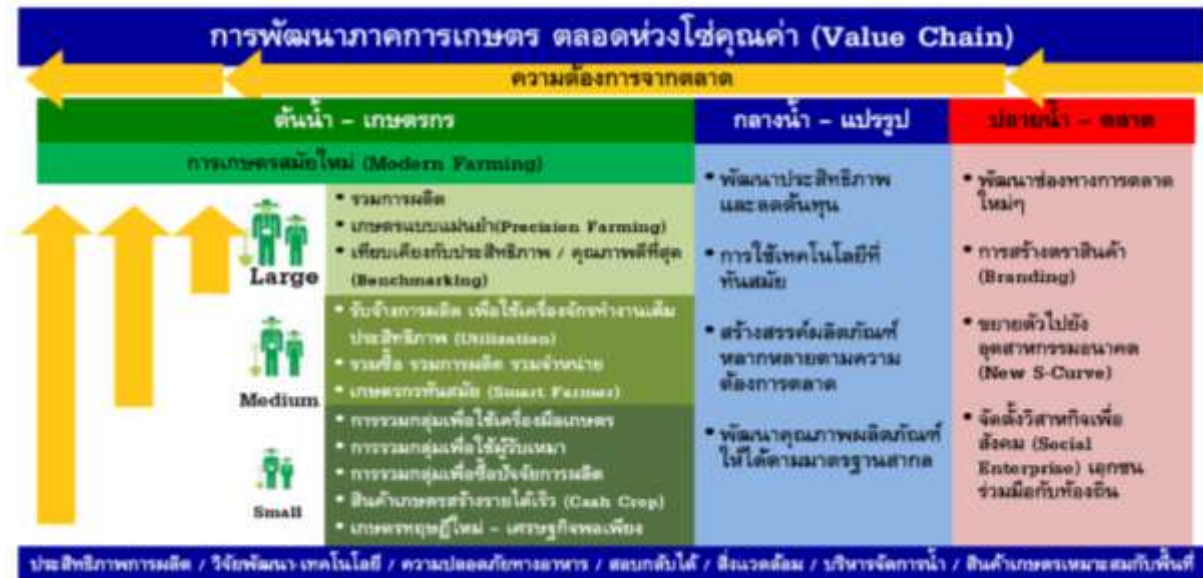 การพัฒนาภาคการเกษตร ตลอดห่วงโซ่คุณค่า (Value Chain)
ความต้องการจากตลาด
ต้นน้ำ - เกษตรกร
การเกษตรสมัยใหม่ (Modern Farming)
Large
• รวมการผลิต
• เกษตรแบบแม่นยำ(Precision Farming)
• เทียบเคียงกับประสิทธิภาพ / คุณภาพดีที่สุด
(Benchmarking)
Medium
• รับจ้างการผลิต เพื่อใช้เครื่องจักรทำงานเต็ม
ประสิทธิภาพ (Utilization)
• รวมซื้อ รวมการผลิต รวมจำหน่าย
• เกษตรกรทันสมัย (Smart Farmer)
Small
• การรวมกลุ่มเพื่อใช้เครื่องมือเกษตร
• การรวมกลุ่มเพื่อใช้ผู้รับเหมา
• การรวมกลุ่มเพื่อซื้อปัจจัยการผลิต
• สินค้าเกษตรสร้างรายได้เร็ว (Cash Crop)
• เกษตรทฤษฎีใหม่ - เศรษฐกิจพอเพียง
กลางน้ำ - แปรรูป
• พัฒนาประสิทธิภาพ
และลดต้นทุน
• การใช้เทคโนโลยีที่
ทันสมัย
• สร้างสรรค์ผลิตภัณฑ์
หลากหลายตามความ
ต้องการตลาด
• พัฒนาคุณภาพผลิตภัณฑ์
ให้ได้ตามมาตรฐานสากล
ปลายน้ำ - ตลาด
• พัฒนาช่องทางการตลาด
ใหม่ๆ
• การสร้างตราสินค้า
(Branding)
• ขยายตัวไปยัง
อุตสาหกรรมอนาคต
(New S-Curve)
• จัดตั้งวิสาหกิจเพื่อ
สังคม (Social
Enterprise) เอกชน
ร่วมมือกับท้องถิ่น
ประสิทธิภาพการผลิต / วิจัยพัฒนา-เทคโนโลยี / ความปลอดภัยทางอาหาร / สอบกลับได้ / สิ่งแวดล้อม / บริหารจัดการน้ำ / สินค้าเกษตรเหมาะสมกับพื้นที่